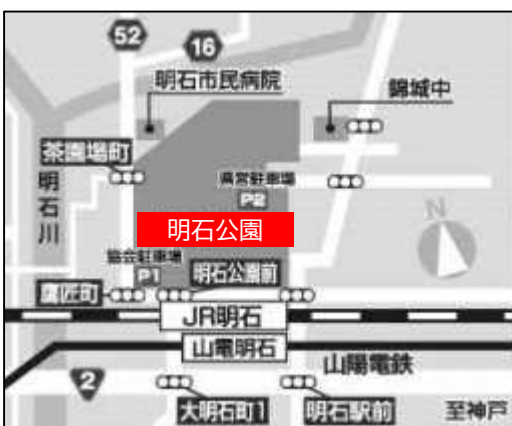 52
16
明石市民病院
錦城中
茶園場町
明石川
県営駐車場
P2
明石公園
N
協会駐車場
P1
明石公園前
鷹匠町
JR明石
山電明石
山陽電鉄
2
大明石町1
明石駅前
至神戸